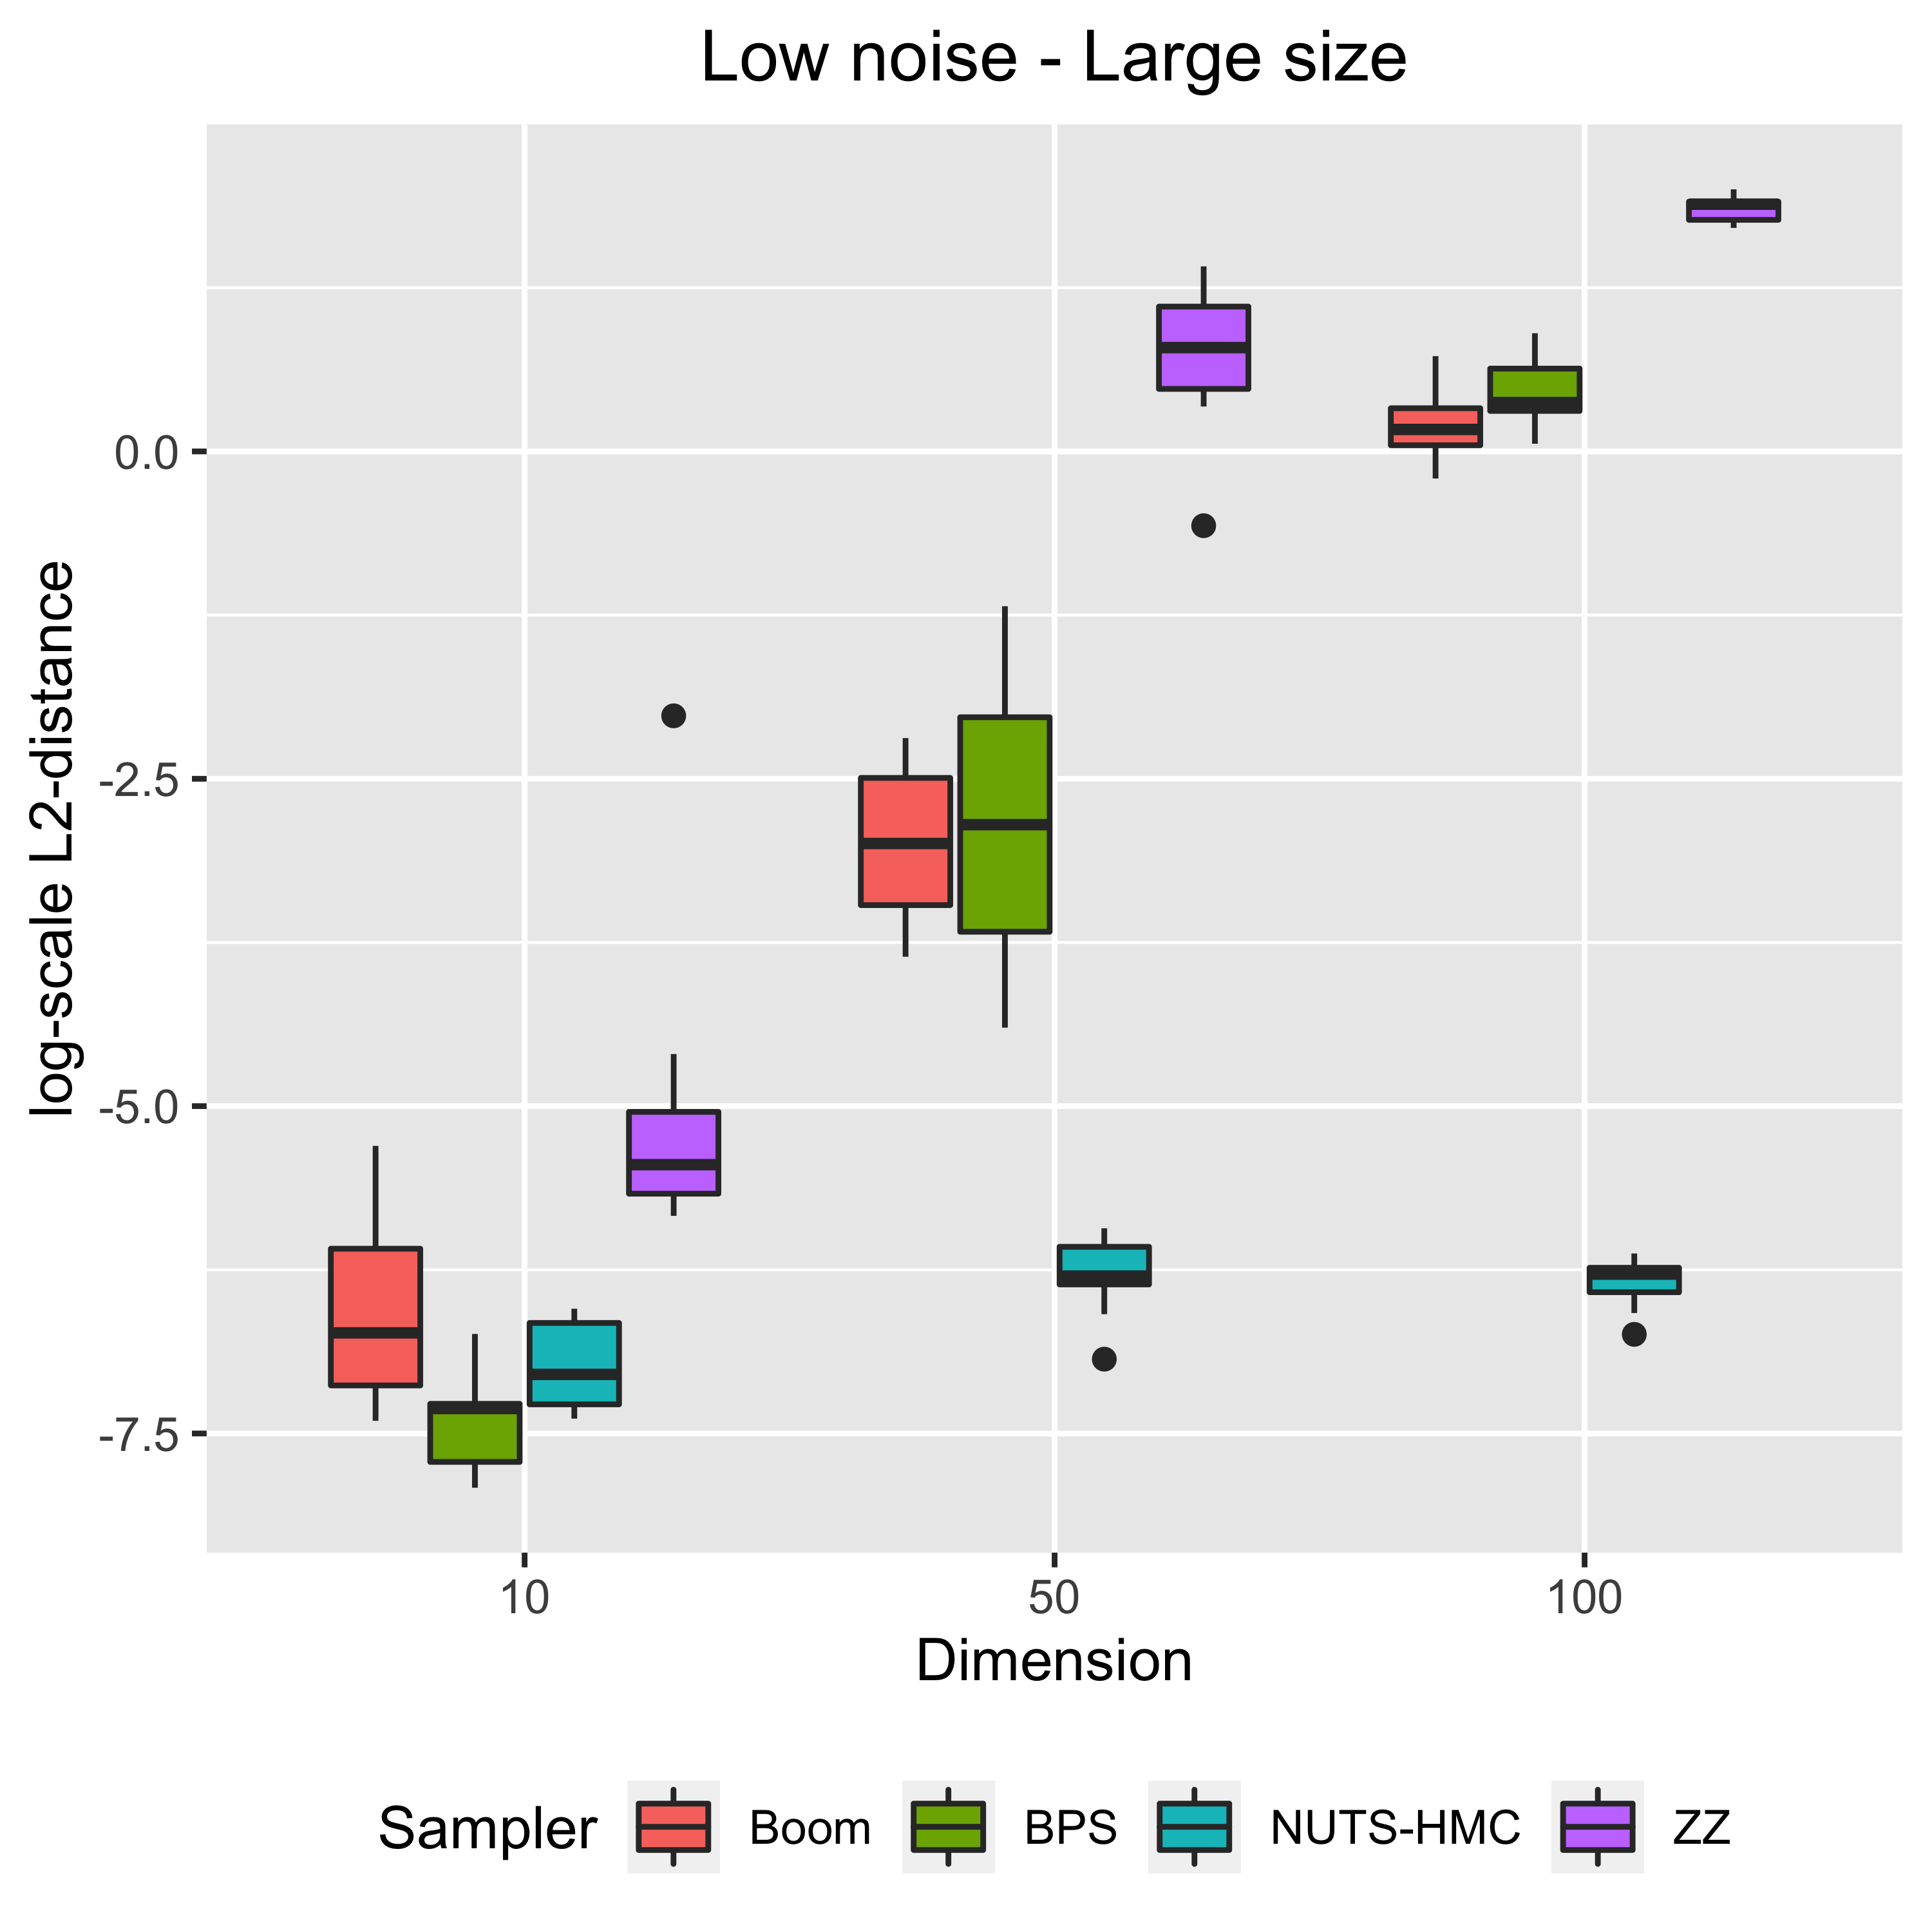 Low noise - Large size
log-scale L2-distance
0.0
-2.5
-5.0
-7.5
10 50 100
Dimension
Sampler Boom BPS NUTS-HMC ZZ